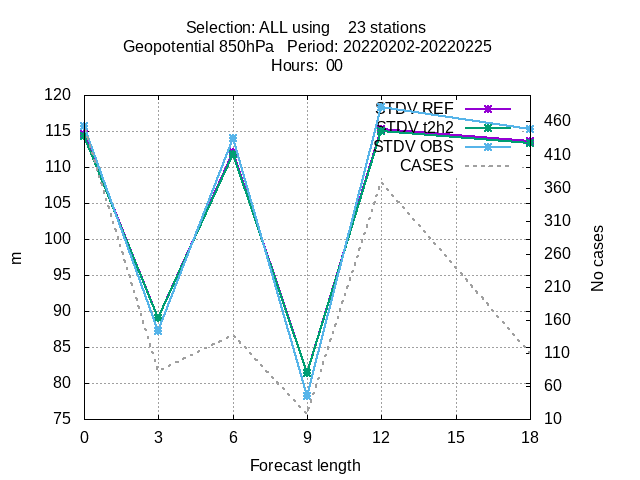 Selection: ALL using 23 stations
Geopotential 850hPa Period: 20220202-20220225
Hours: 00
STDV REF
STDV t2h2
STDV OBS
CASES
120
115
110
105
100
95
90
85
80
75
m
460
410
360
310
260
210
160
110
60
10
No cases
0 3 6 9 12 15 18
Forecast length